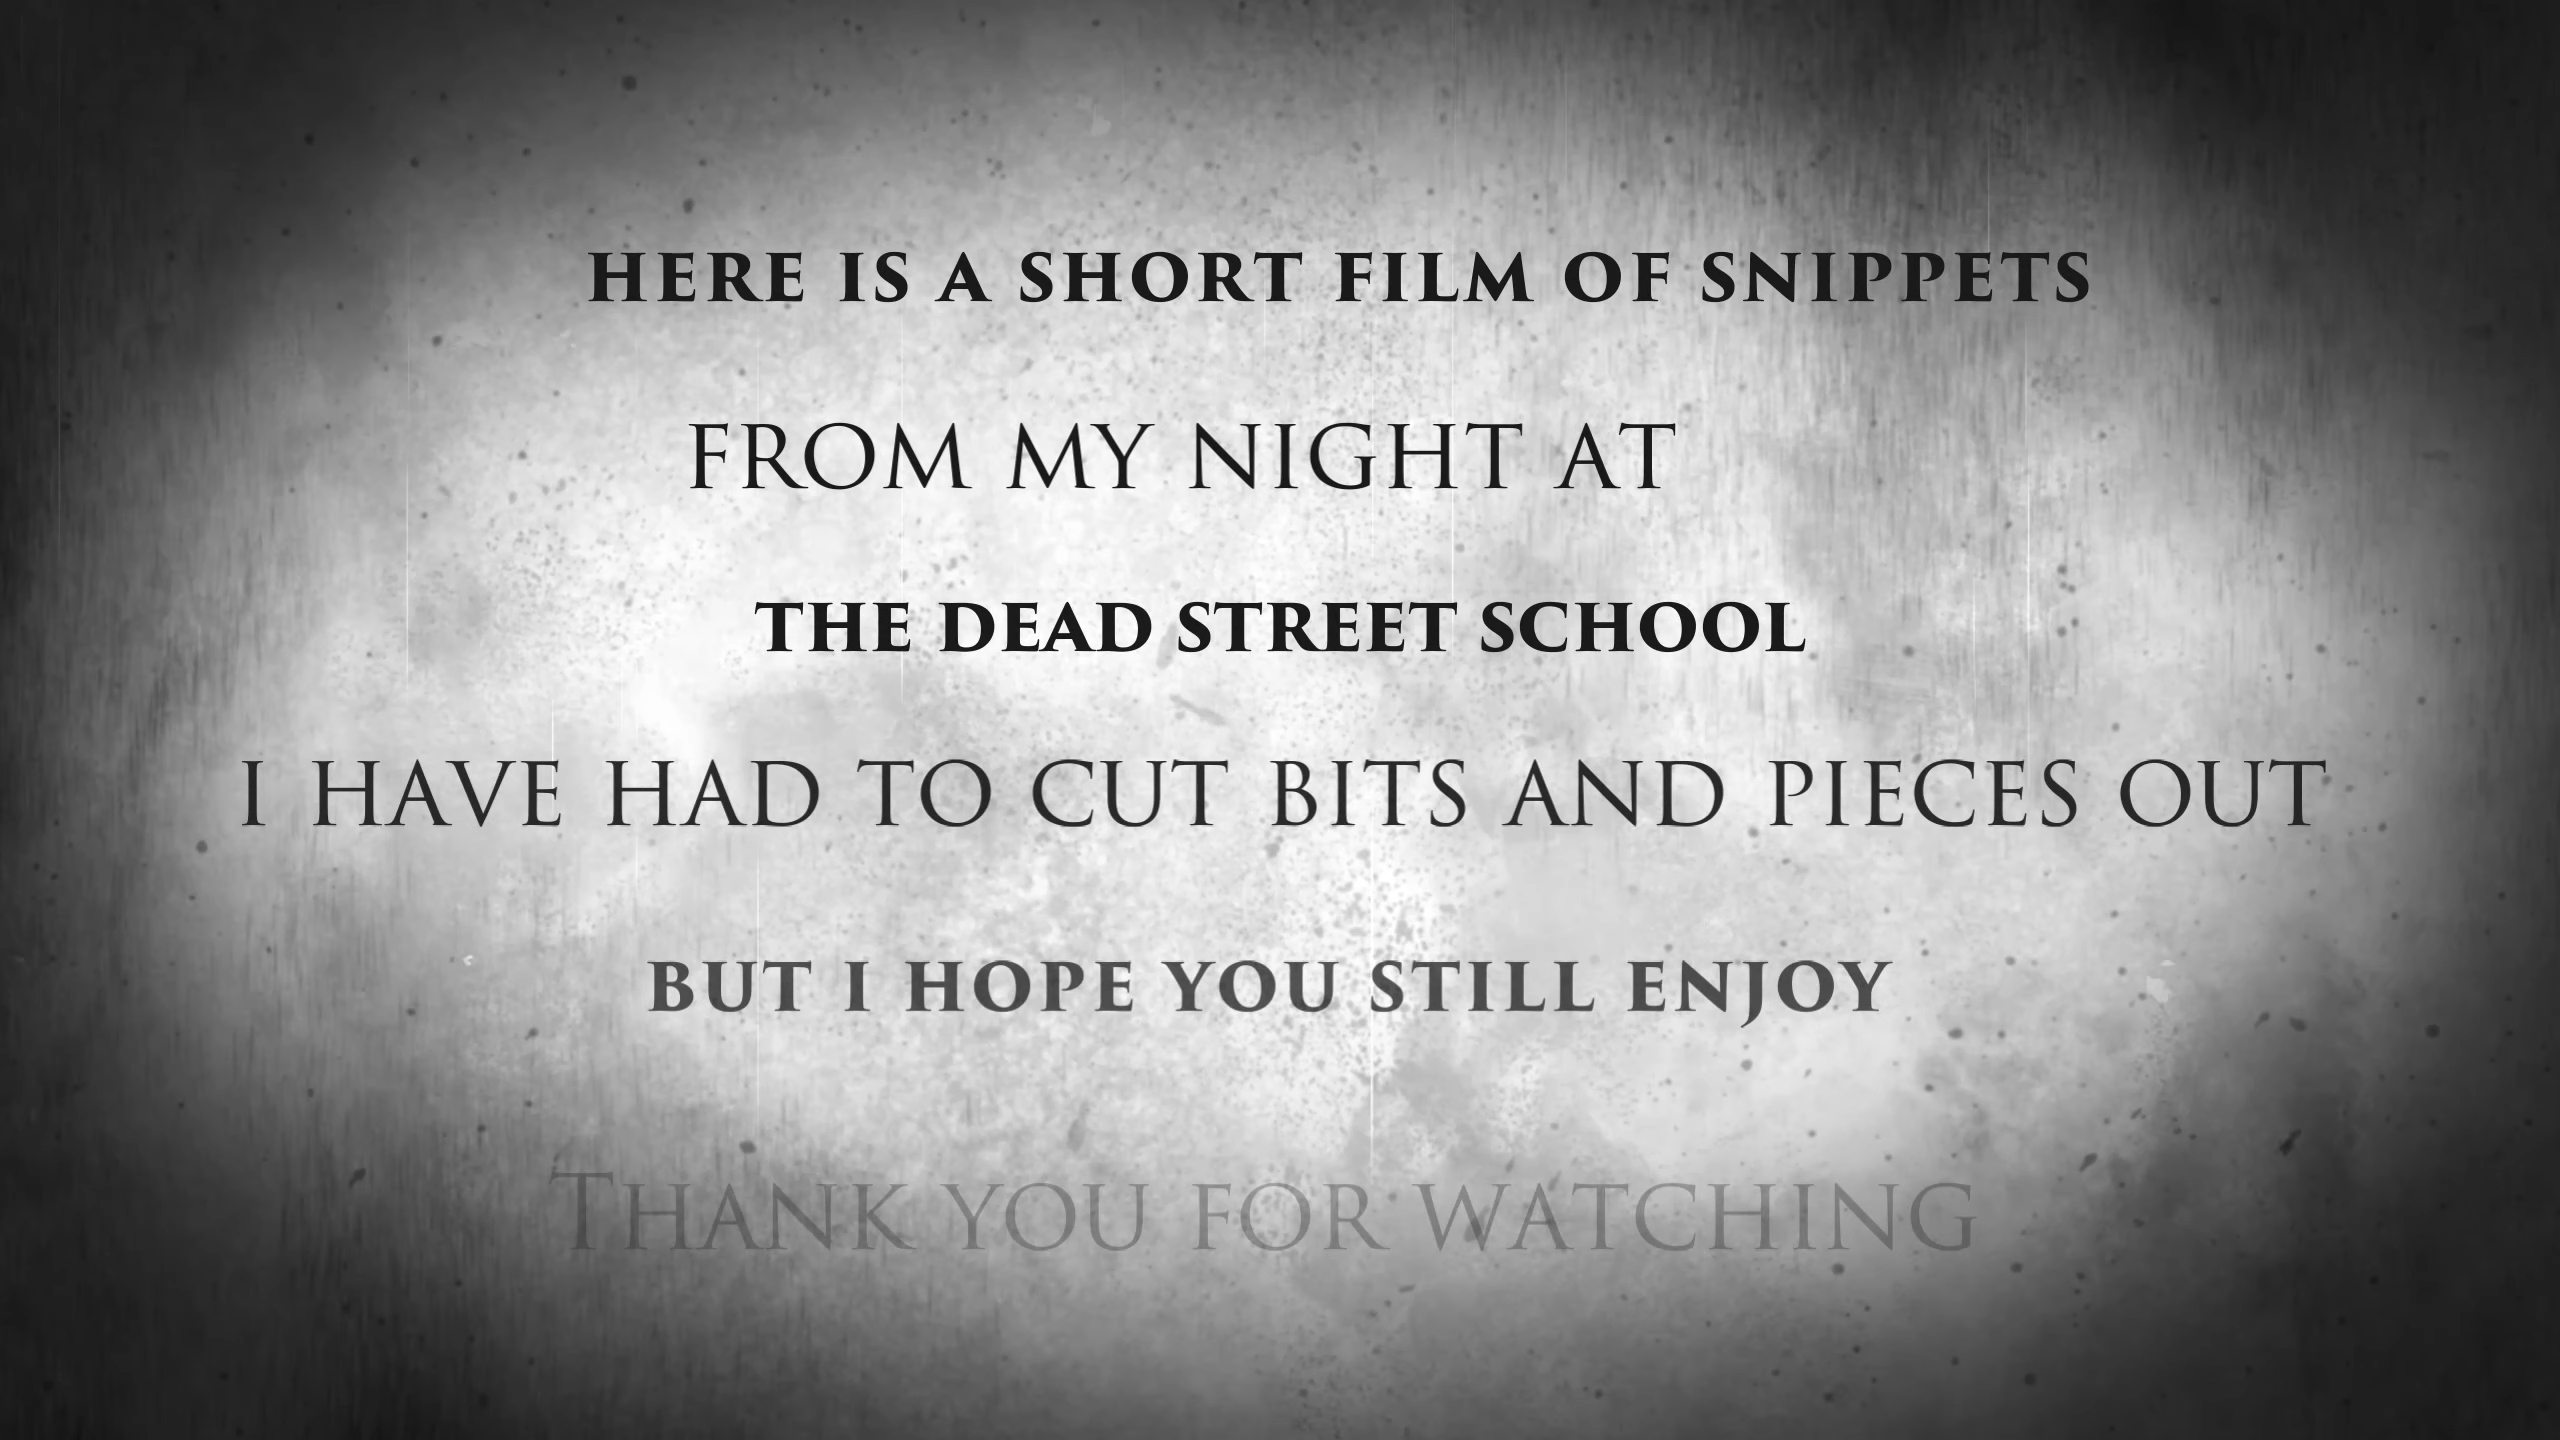 HERE IS A SHORT FILM OF SNIPPETS
FROM MY NIGHT AT
THE DEAD STREET SCHOOL
I HAVE HAD TO CUT BITS AND PIECES OUT
BUT I HOPE YOU STILL ENJOY
THANK YOU FOR WATCHING